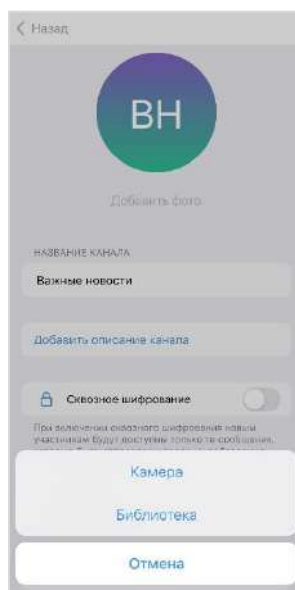 Назад
ВН
Добавить фото
НАЗВАНИЕ КАНАЛА
Важные новости
Добавить описание канала
Сквозное шифрование
При включении сквозного шифрования новым
участникам будут доступны только те сообщения,
Камера
Библиотека
Отмена